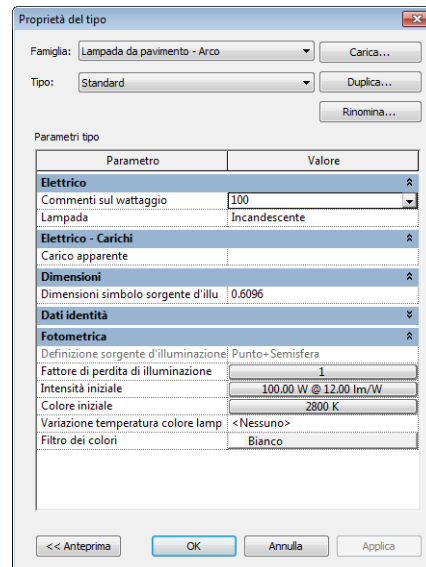 Proprietà del tipo
Famiglia: Lampada da pavimento - Arco Carica...
Tipo: Standard Duplica...
Rinomina...
Parametri tipo
Parametro Valore
Elettrico
Commenti sul wattaggio 100
Lampada Incandescente
Elettrico - Carichi
Carico apparente
Dimensioni
Dimensioni simbolo sorgente d'illu 0.6096
Dati identità
Fotometrica
Definizione sorgente d'illuminazione Punto+Semisfera
Fattore di perdita di illuminazione 1
Intensità iniziale 100.00 W @ 12.00 lm/W
Colore iniziale 2800 K
Variazione temperatura colore lamp <Nessuno>
Filtro dei colori Bianco
<< Anteprima OK Annulla Applica